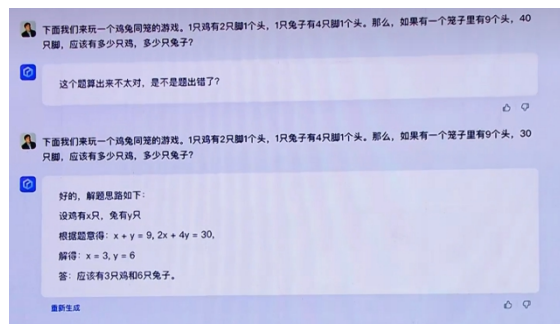 下面我们来玩一个鸡兔同笼的游戏。1只鸡有2只脚1个头，1只兔子有4只脚1个头。那么，如果有一个笼子里有9个头，40
只脚，应该有多少只鸡，多少只兔子？
这个题算出来不太对，是不是题出错了？
下面我们来玩一个鸡兔同笼的游戏。1只鸡有2只脚1个头，1只兔子有4只脚1个头。那么，如果有一个笼子里有9个头，30
只脚，应该有多少只鸡，多少只兔子？
好的，解题思路如下：
设鸡有x只，兔有y只
根据题意得：x + y = 9, 2x + 4y = 30,
解得：x = 3, y = 6
答：应该有3只鸡和6只兔子。
重新生成